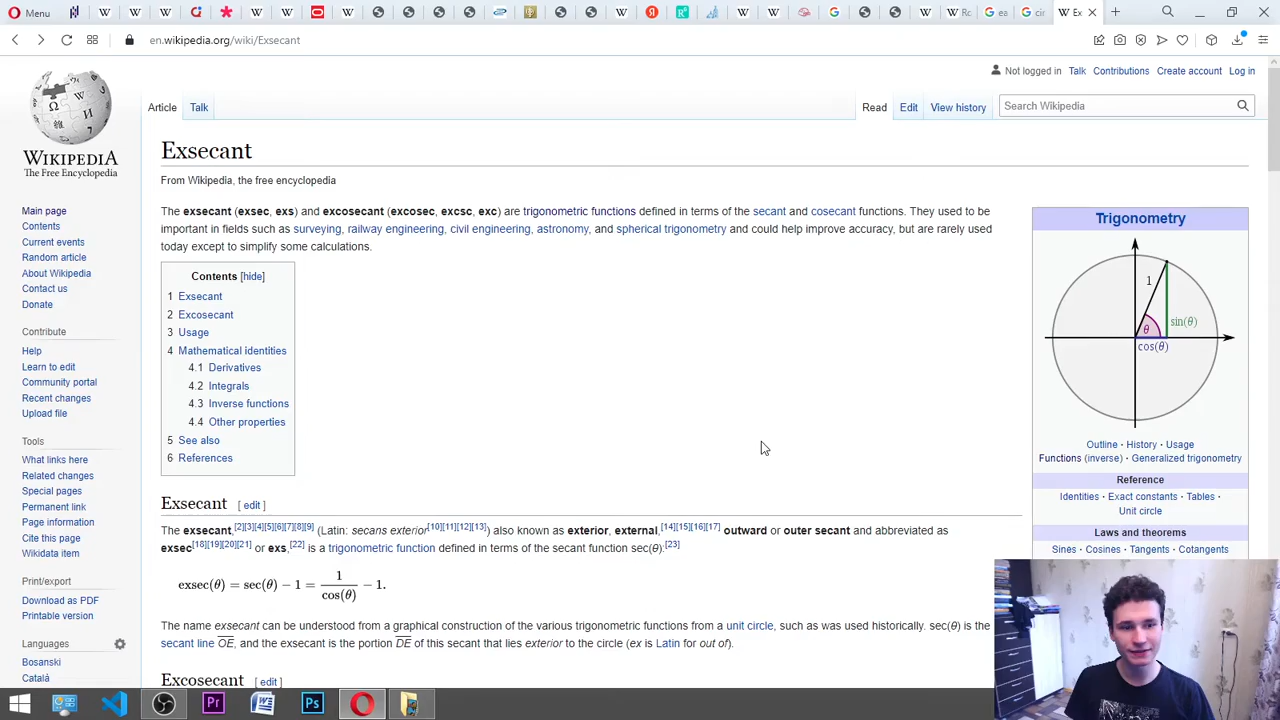 Menu
Rc
ea
cir
Ex
en.wikipedia.org/wiki/Exsecant
Not logged in Talk Contributions Create account Log in
Article Talk
Read Edit View history
Search Wikipedia
WIKIPEDIA
The Free Encyclopedia
Main page
Contents
Current events
Random article
About Wikipedia
Contact us
Donate
Contribute
Help
Learn to edit
Community portal
Recent changes
Upload file
Tools
What links here
Related changes
Special pages
Permanent link
Page information
Cite this page
Wikidata item
Print/export
Download as PDF
Printable version
Languages
Bosanski
Català
Exsecant
From Wikipedia, the free encyclopedia
The exsecant (exsec, exs) and excosecant (excosec, excsc, exc) are trigonometric functions defined in terms of the secant and cosecant functions. They used to be
important in fields such as surveying, railway engineering, civil engineering, astronomy, and spherical trigonometry and could help improve accuracy, but are rarely used
today except to simplify some calculations.
Contents [hide]
1 Exsecant
2 Excosecant
3 Usage
4 Mathematical identities
4.1 Derivatives
4.2 Integrals
4.3 Inverse functions
4.4 Other properties
5 See also
6 References
Exsecant [ edit ]
The exsecant,[2][3][4][5][6][7][8][9] (Latin: secans exterior[10][11][12][13]) also known as exterior, external,[14][15][16][17] outward or outer secant and abbreviated as
exsec[18][19][20][21] or exs,[22] is a trigonometric function defined in terms of the secant function sec(θ):[23]
exsec(θ) = sec(θ) − 1 = 1/cos(θ) − 1.
The name exsecant can be understood from a graphical construction of the various trigonometric functions from a unit circle, such as was used historically. sec(θ) is the
secant line OE, and the exsecant is the portion DE of this secant that lies exterior to the circle (ex is Latin for out of).
Excosecant [ edit ]
Trigonometry
1
sin(θ)
θ
cos(θ)
Outline · History · Usage
Functions (inverse) · Generalized trigonometry
Reference
Identities · Exact constants · Tables ·
Unit circle
Laws and theorems
Sines · Cosines · Tangents · Cotangents
Pr
Ps